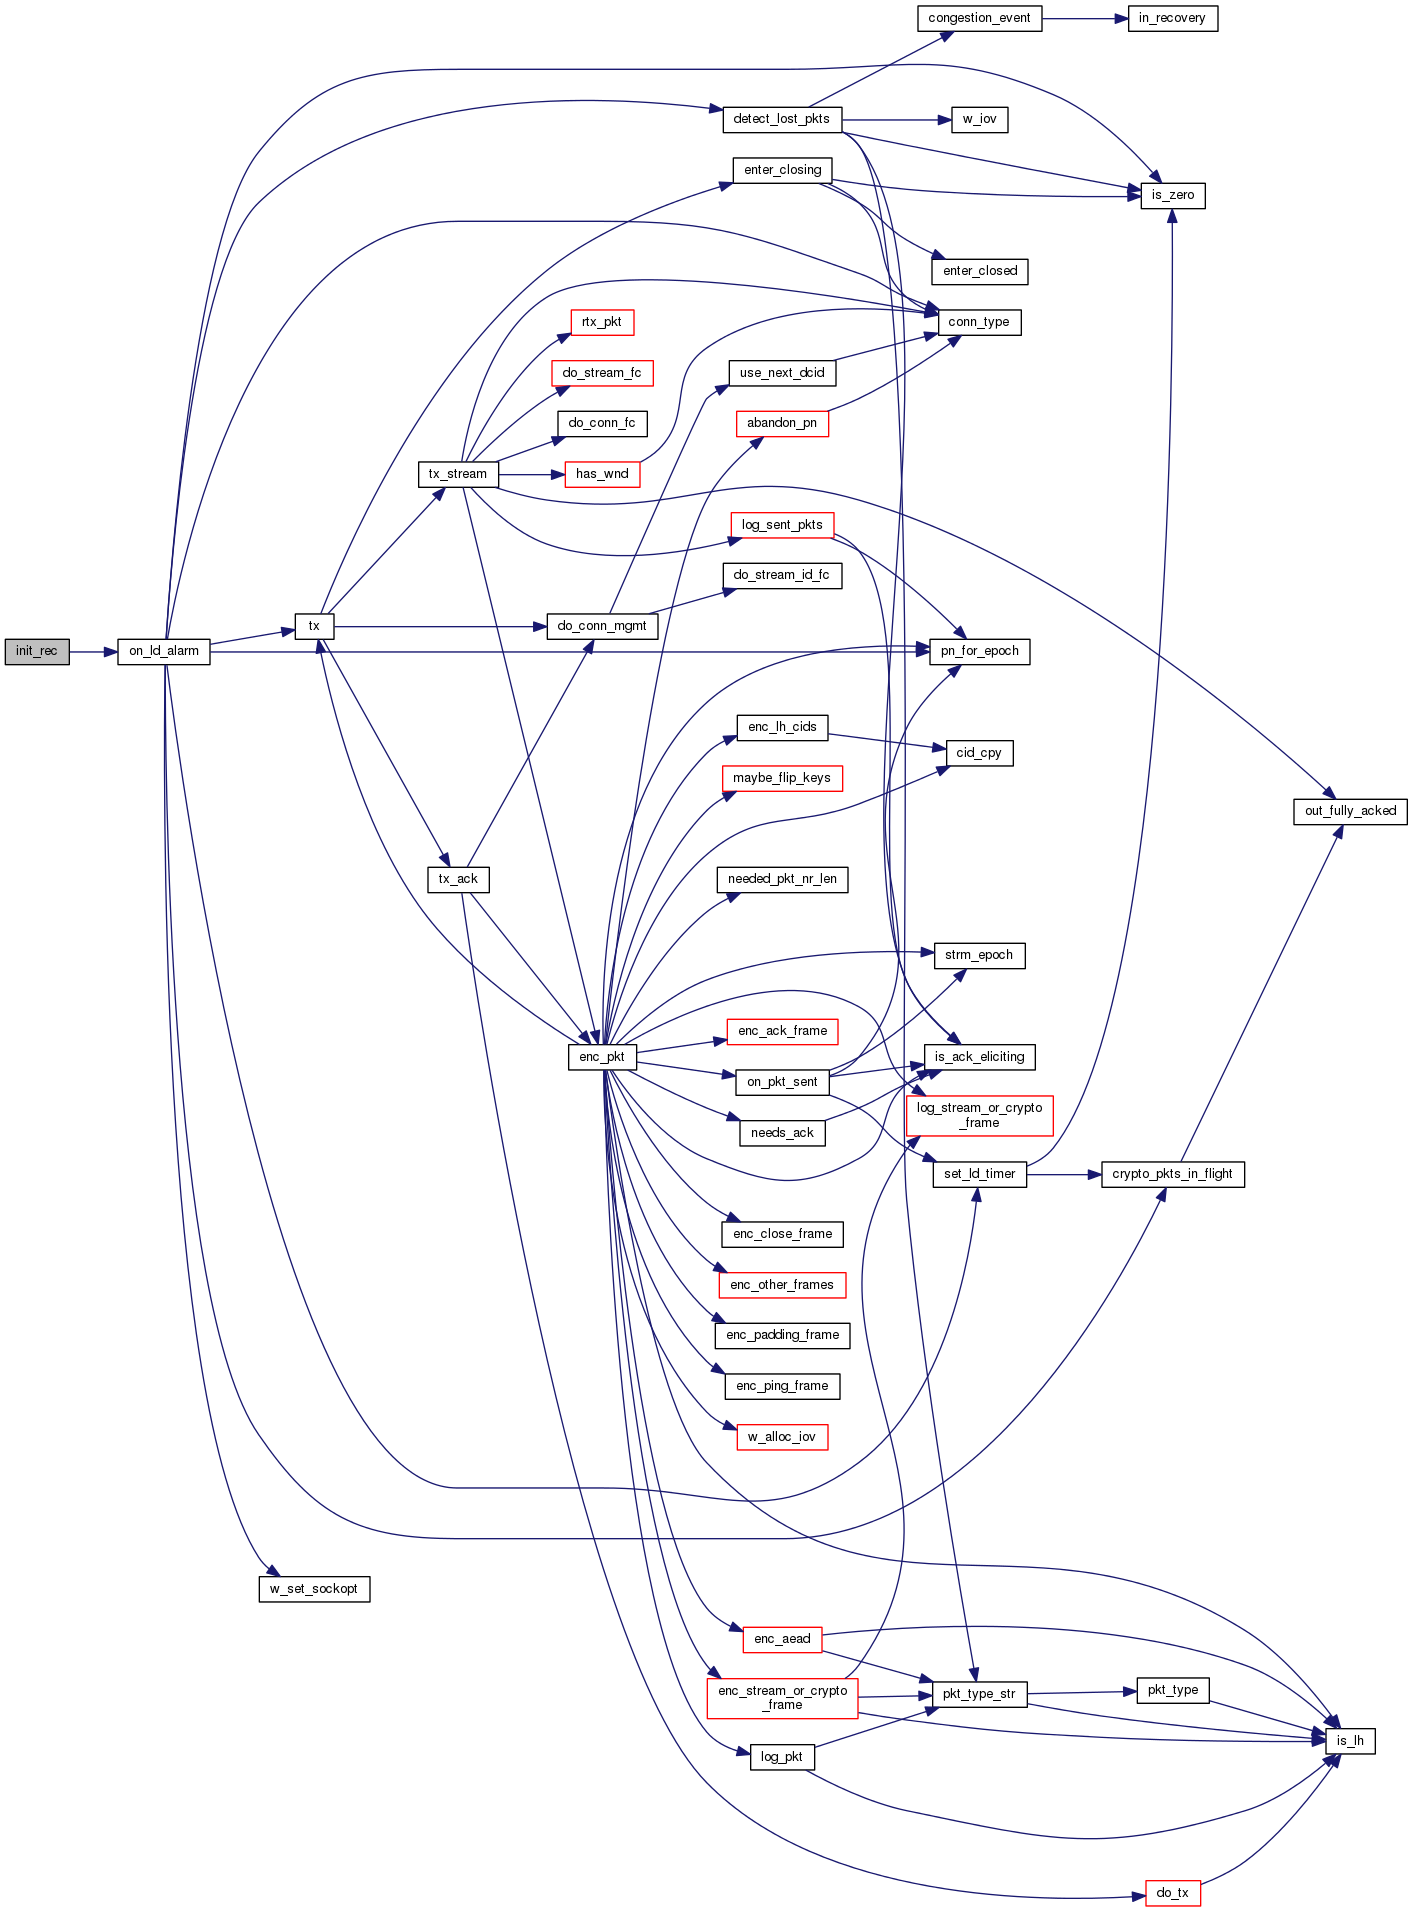 congestion_event
in_recovery
detect_lost_pkts
w_iov
enter_closing
is_zero
enter_closed
rtx_pkt
conn_type
do_stream_fc
use_next_dcid
do_conn_fc
abandon_pn
tx_stream
has_wnd
log_sent_pkts
do_stream_id_fc
tx
do_conn_mgmt
init_rec
on_ld_alarm
pn_for_epoch
enc_lh_cids
cid_cpy
maybe_flip_keys
out_fully_acked
tx_ack
needed_pkt_nr_len
strm_epoch
enc_ack_frame
enc_pkt
is_ack_eliciting
on_pkt_sent
log_stream_or_crypto
_frame
needs_ack
set_ld_timer
crypto_pkts_in_flight
enc_close_frame
enc_other_frames
enc_padding_frame
enc_ping_frame
w_alloc_iov
w_set_sockopt
enc_aead
enc_stream_or_crypto
_frame
pkt_type_str
pkt_type
is_lh
log_pkt
do_tx